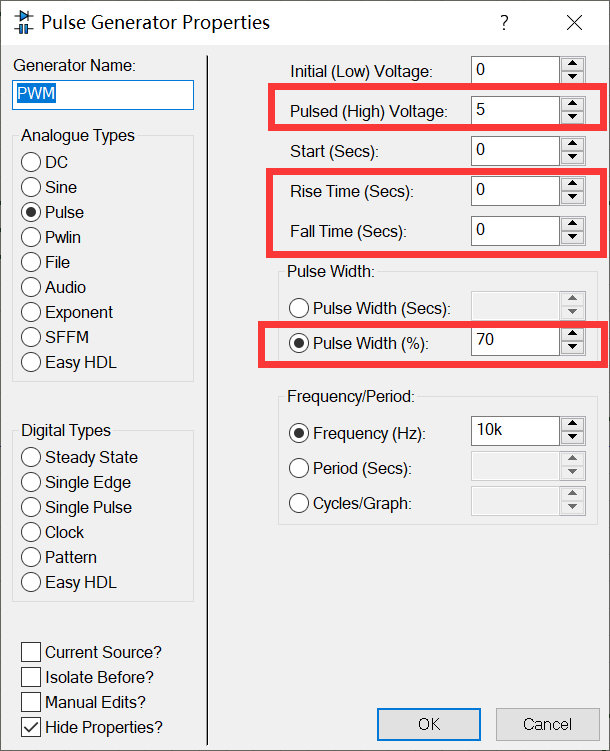 Pulse Generator Properties
?
Generator Name:
PWM
Analogue Types
DC
Sine
Pulse
Pwlin
File
Audio
Exponent
SFFM
Easy HDL
Digital Types
Steady State
Single Edge
Single Pulse
Clock
Pattern
Easy HDL
Current Source?
Isolate Before?
Manual Edits?
Hide Properties?
Initial (Low) Voltage: 0
Pulsed (High) Voltage: 5
Start (Secs): 0
Rise Time (Secs): 0
Fall Time (Secs): 0
Pulse Width:
Pulse Width (Secs):
Pulse Width (%): 70
Frequency/Period:
Frequency (Hz): 10k
Period (Secs):
Cycles/Graph:
OK Cancel